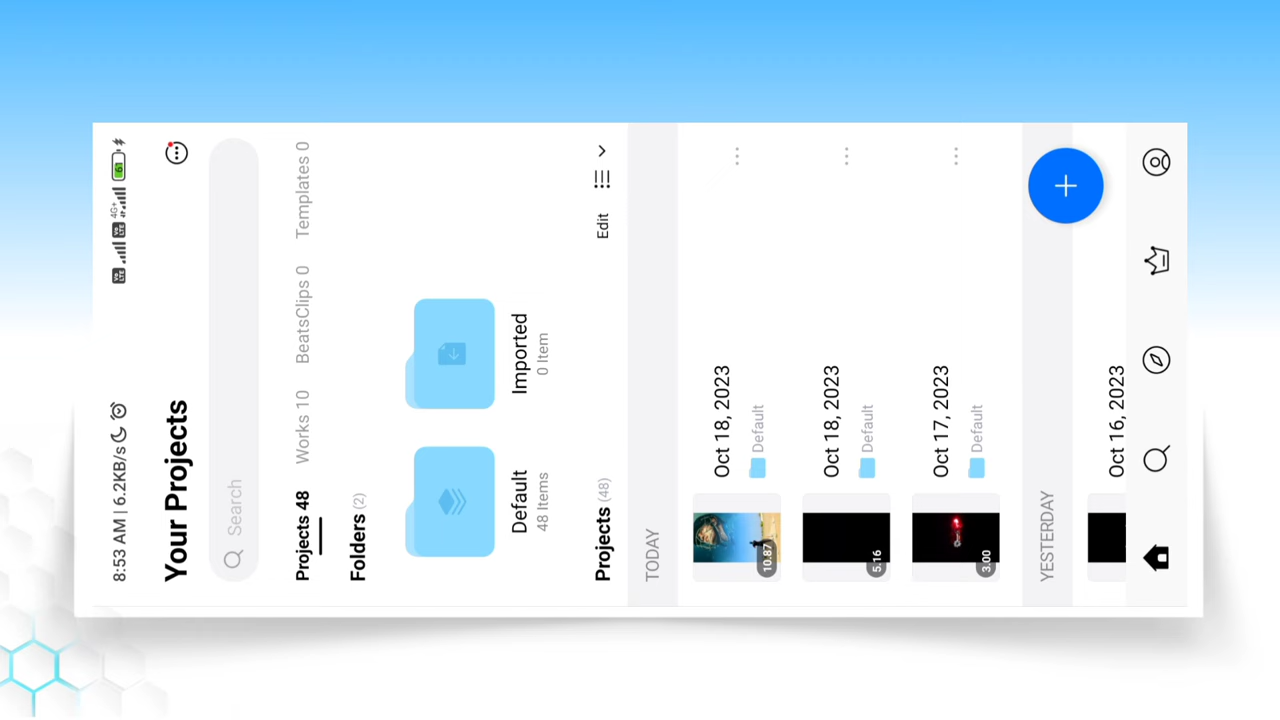 8:53 AM | 6.2KB/s
4G+
Your Projects
Search
Projects 48 Works 10 BeatsClips 0 Templates 0
Folders (2)
Default Imported
48 Items 0 Item
Projects (48) Edit
TODAY
Oct 18, 2023
Default
10.87
Oct 18, 2023
Default
5.16
Oct 17, 2023
Default
3.00
YESTERDAY
Oct 16, 2023